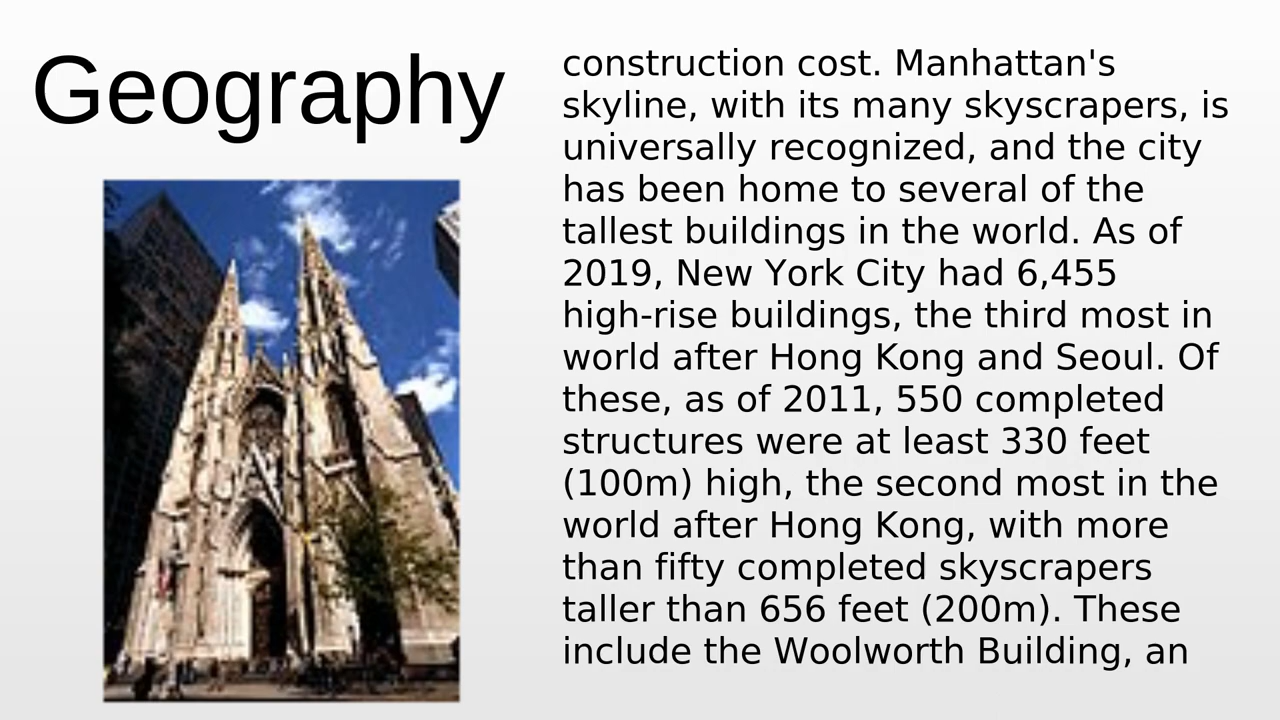 Geography
construction cost. Manhattan's
skyline, with its many skyscrapers, is
universally recognized, and the city
has been home to several of the
tallest buildings in the world. As of
2019, New York City had 6,455
high-rise buildings, the third most in
world after Hong Kong and Seoul. Of
these, as of 2011, 550 completed
structures were at least 330 feet
(100m) high, the second most in the
world after Hong Kong, with more
than fifty completed skyscrapers
taller than 656 feet (200m). These
include the Woolworth Building, an